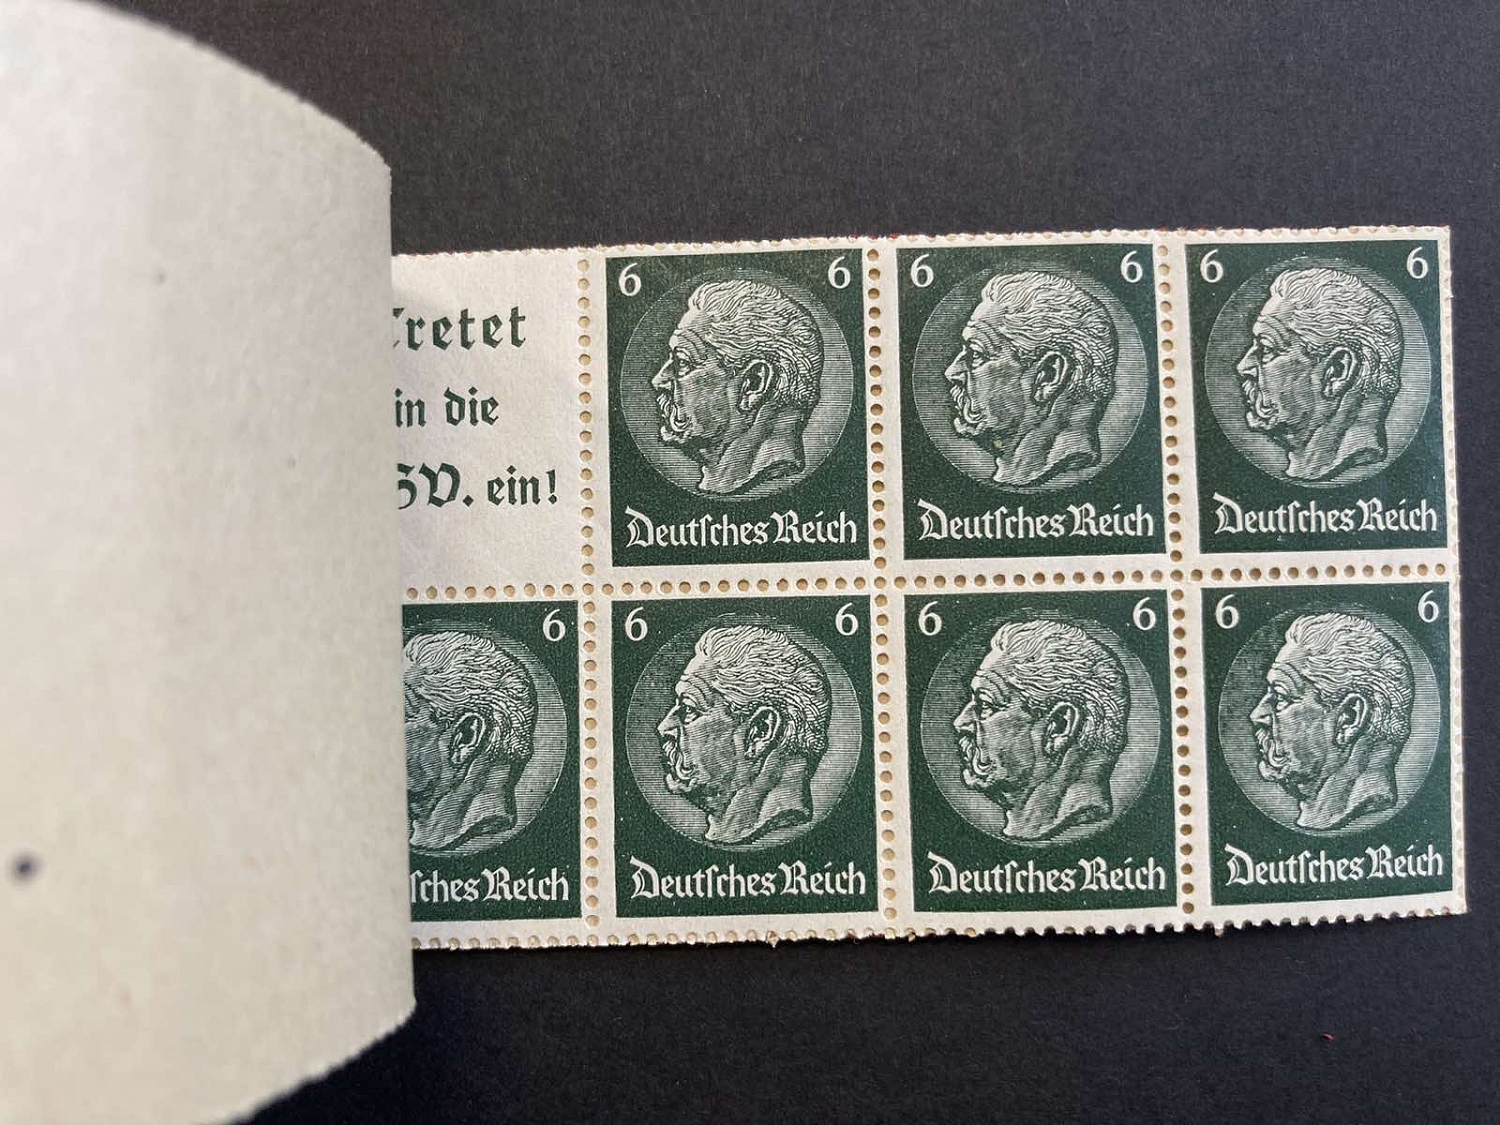 Tretet
in die
SV. ein!
6 6
Deutsches Reich
6 6
Deutsches Reich
6 6
Deutsches Reich
6
sches Reich
6 6
Deutsches Reich
6 6
Deutsches Reich
6 6
Deutsches Reich